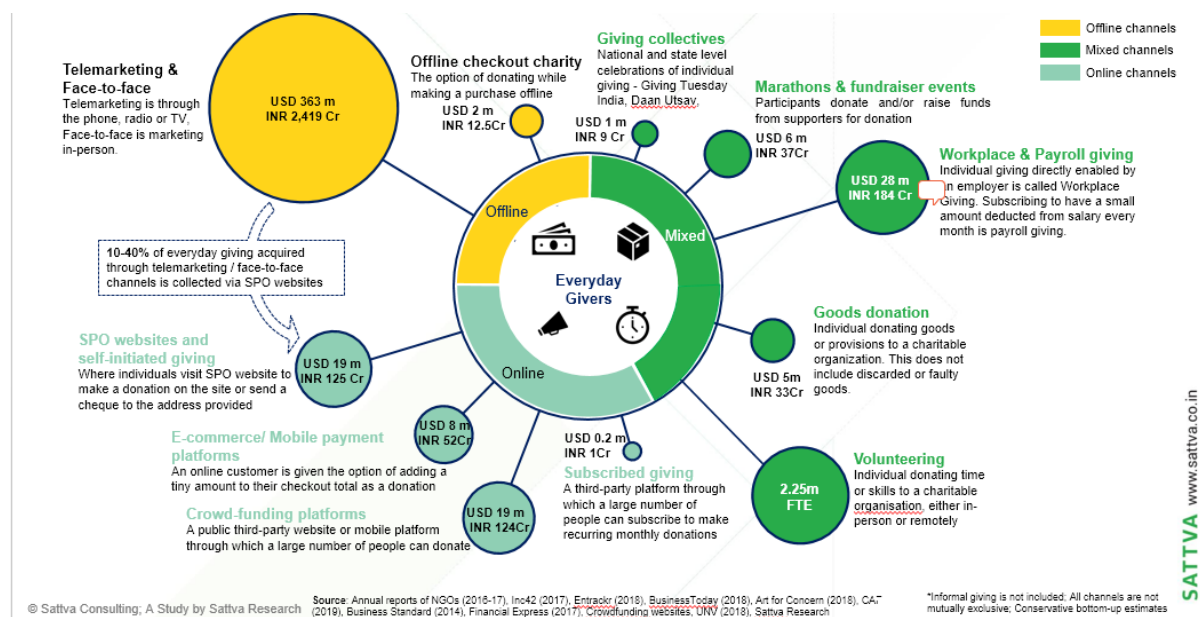 Offline channels
Mixed channels
Online channels
Telemarketing &
Face-to-face
Telemarketing is through
the phone, radio or TV,
Face-to-face is marketing
in-person.
USD 363 m
INR 2,419 Cr
Offline checkout charity
The option of donating while
making a purchase offline
USD 2 m
INR 12.5Cr
Giving collectives
National and state level
celebrations of individual
giving - Giving Tuesday
India, Daan Utsav,
USD 1 m
INR 9 Cr
Marathons & fundraiser events
Participants donate and/or raise funds
from supporters for donation
USD 6 m
INR 37Cr
Workplace & Payroll giving
Individual giving directly enabled by
an employer is called Workplace
Giving. Subscribing to have a small
amount deducted from salary every
month is payroll giving.
USD 28 m
INR 184 Cr
Offline
Mixed
Everyday
Givers
Online
10-40% of everyday giving acquired
through telemarketing / face-to-face
channels is collected via SPO websites
SPO websites and
self-initiated giving
Where individuals visit SPO website to
make a donation on the site or send a
cheque to the address provided
USD 19 m
INR 125 Cr
Goods donation
Individual donating goods
or provisions to a charitable
organization. This does not
include discarded or faulty
goods.
USD 5m
INR 33Cr
E-commerce/ Mobile payment
platforms
An online customer is given the option of adding a
tiny amount to their checkout total as a donation
USD 8 m
INR 52Cr
Crowd-funding platforms
A public third-party website or mobile platform
through which a large number of people can donate
USD 19 m
INR 124Cr
USD 0.2 m
INR 1Cr
Subscribed giving
A third-party platform through
which a large number of
people can subscribe to make
recurring monthly donations
2.25m
FTE
Volunteering
Individual donating time
or skills to a charitable
organisation, either in-
person or remotely
SATTVA www.sattva.co.in
© Sattva Consulting; A Study by Sattva Research
Source: Annual reports of NGOs (2016-17), Inc42 (2017), Entrackr (2018), BusinessToday (2018), Art for Concern (2018), CAF
(2019), Business Standard (2014), Financial Express (2017), Crowdfunding websites, UNV (2018), Sattva Research
*Informal giving is not included; All channels are not
mutually exclusive; Conservative bottom-up estimates